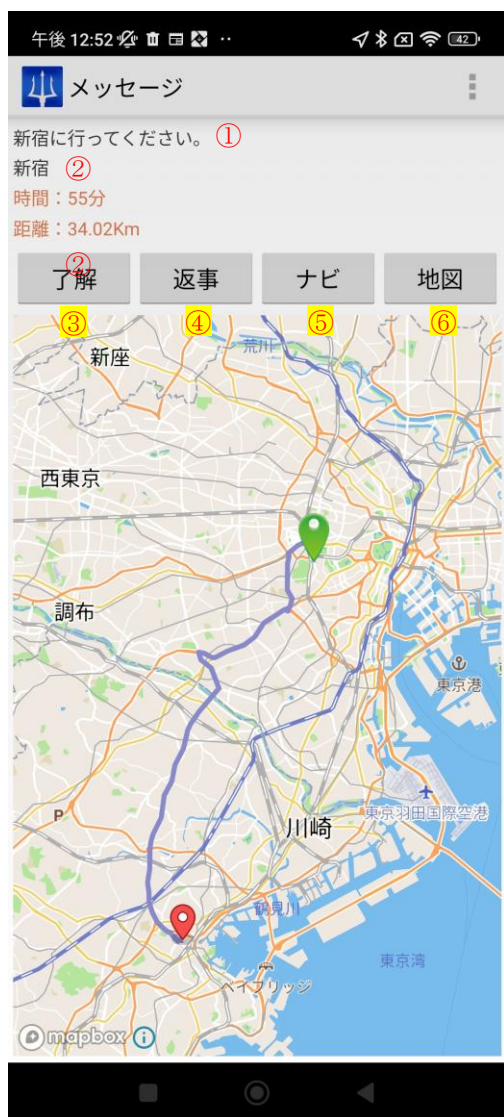 午後 12:52
42
メッセージ
新宿に行ってください。 ①
新宿 ②
時間：55分
距離：34.02Km
②
了解 返事 ナビ 地図
③ ④ ⑤ ⑥
荒川
新座
西東京
調布
東京港
P
東京羽田国際空港
川崎
鶴見川
東京湾
ベイブリッジ
mapbox